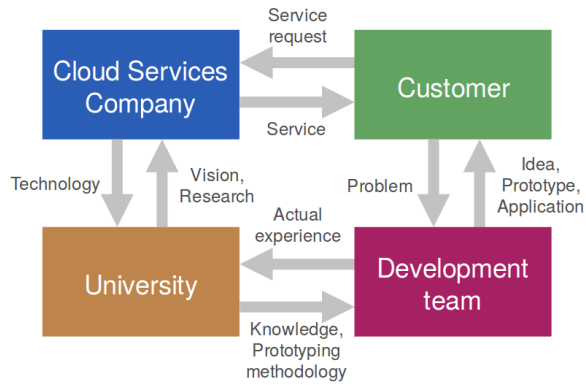 Service
request
Cloud Services
Company
Customer
Service
Technology
Vision,
Research
Problem
Idea,
Prototype,
Application
Actual
experience
University
Development
team
Knowledge,
Prototyping
methodology